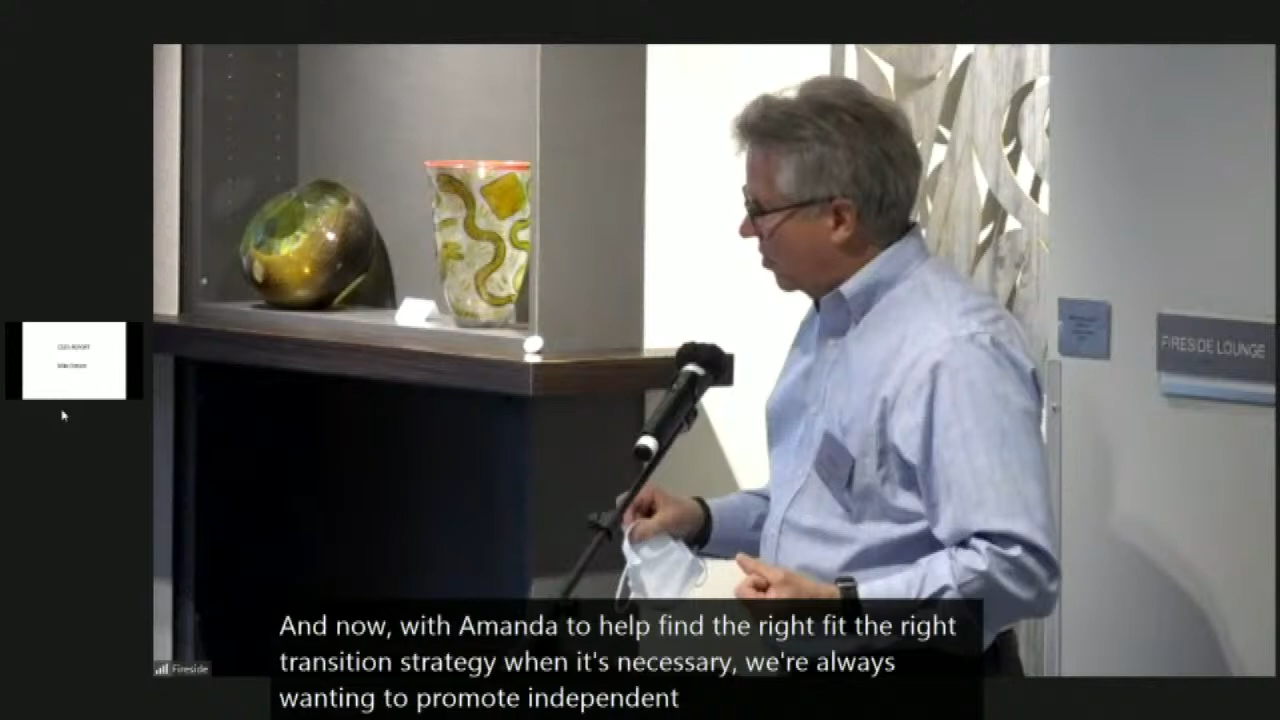 CEO'S REPORT
FIRESIDE LOUNGE
Fireside
And now, with Amanda to help find the right fit the right
transition strategy when it's necessary, we're always
wanting to promote independent